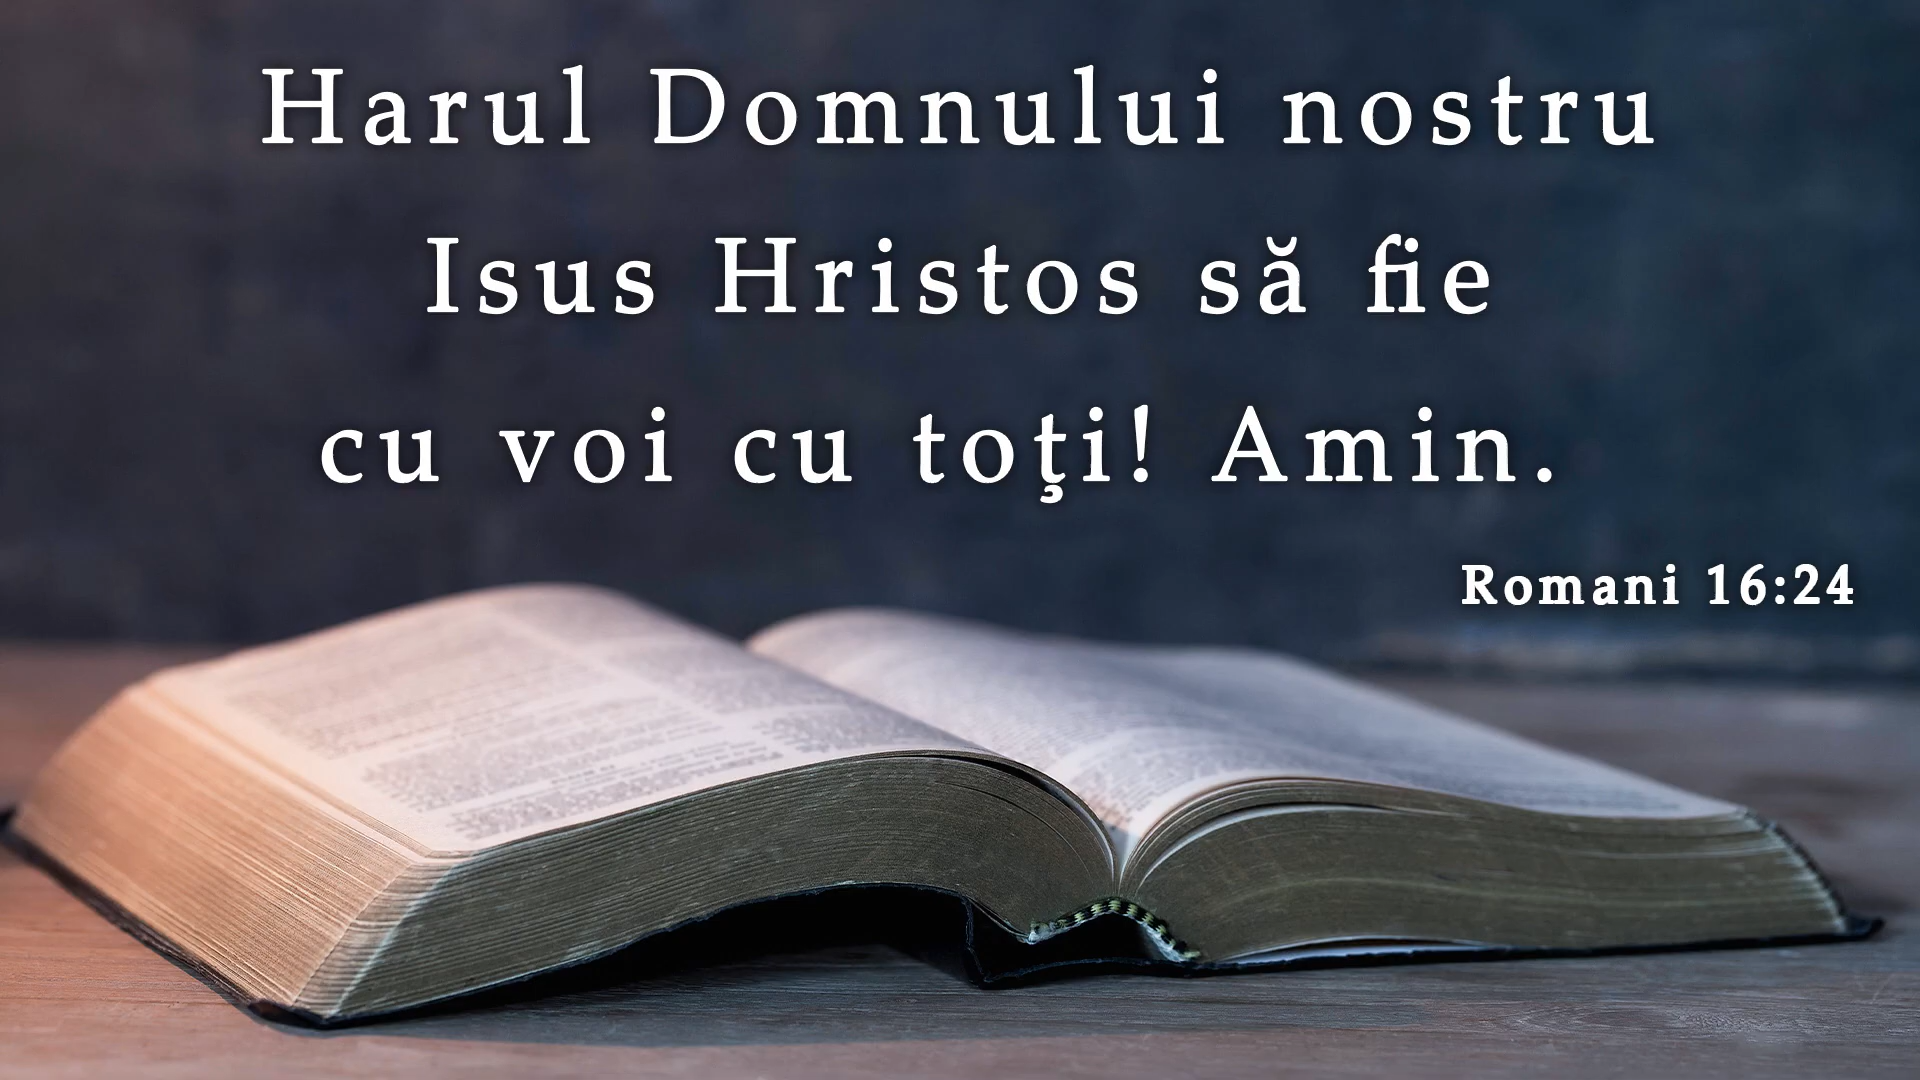 Harul Domnului nostru
Isus Hristos să fie
cu voi cu toţi! Amin.
Romani 16:24